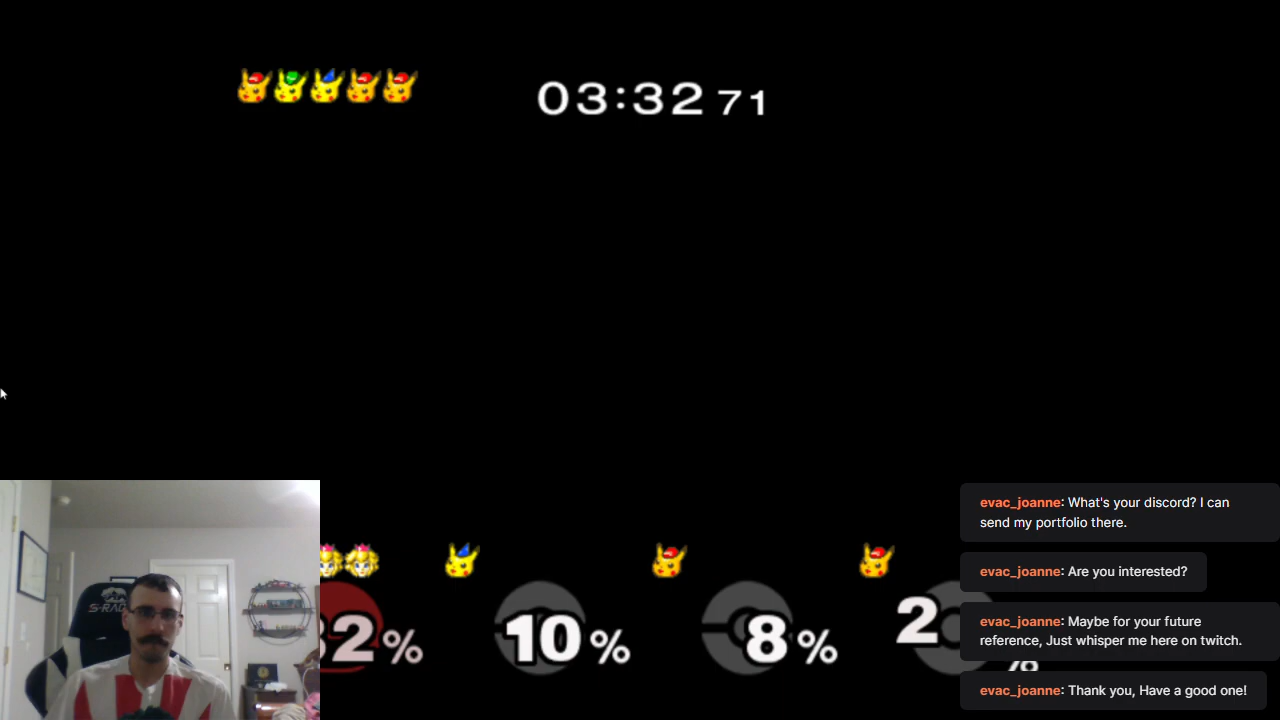 03:32 71
32%
10%
8%
2
%
evac_joanne: What's your discord? I can
send my portfolio there.
evac_joanne: Are you interested?
evac_joanne: Maybe for your future
reference, Just whisper me here on twitch.
evac_joanne: Thank you, Have a good one!